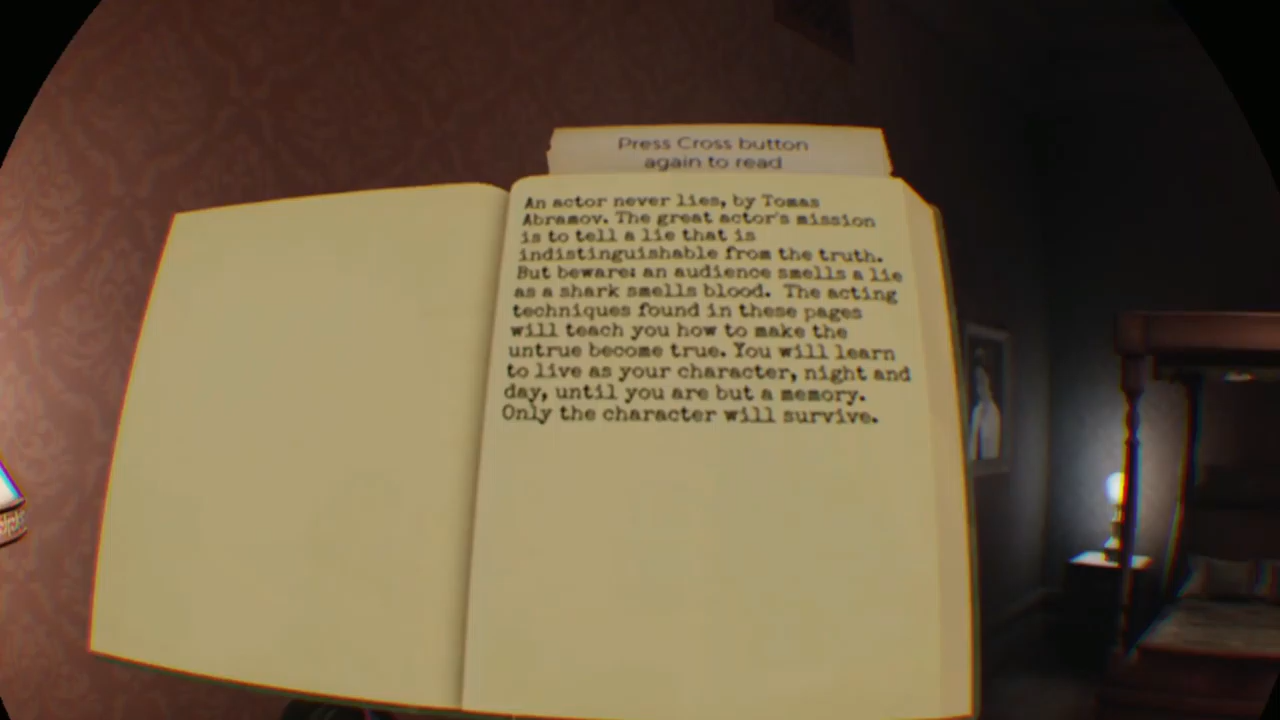 Press Cross button
again to read
An actor never lies, by Tomas
Abramov. The great actor's mission
is to tell a lie that is
indistinguishable from the truth.
But beware: an audience smells a lie
as a shark smells blood. The acting
techniques found in these pages
will teach you how to make the
untrue become true. You will learn
to live as your character, night and
day, until you are but a memory.
Only the character will survive.